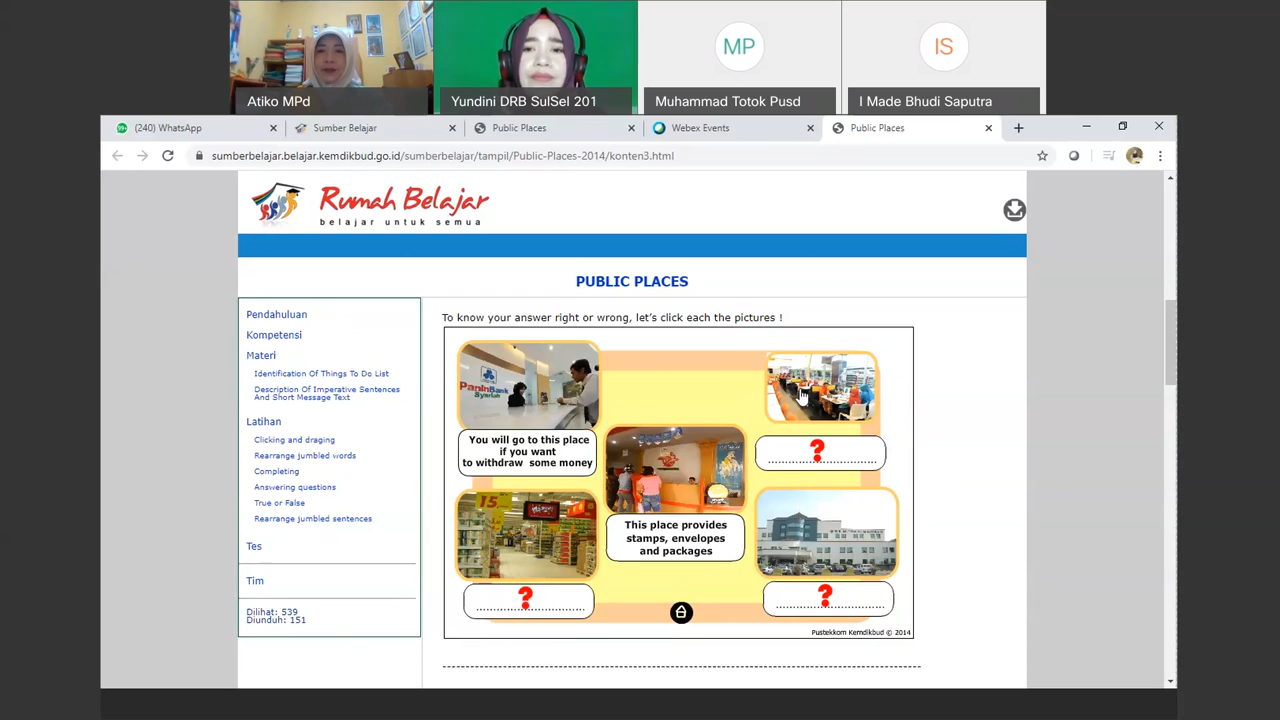 MP
IS
Atiko MPd
Yundini DRB SulSel 201
Muhammad Totok Pusd
I Made Bhudi Saputra
(240) WhatsApp
Sumber Belajar
Public Places
Webex Events
Public Places
sumberbelajar.belajar.kemdikbud.go.id/sumberbelajar/tampil/Public-Places-2014/konten3.html
Rumah Belajar
belajar untuk semua
PUBLIC PLACES
Pendahuluan
Kompetensi
Materi
Identification Of Things To Do List
Description Of Imperative Sentences
And Short Message Text
Latihan
Clicking and draging
Rearrange jumbled words
Completing
Answering questions
True or False
Rearrange jumbled sentences
Tes
Tim
Dilihat: 539
Diunduh: 151
To know your answer right or wrong, let's click each the pictures !
PaninBank
Syariah
You will go to this place
if you want
to withdraw some money
?
This place provides
stamps, envelopes
and packages
15
?
?
Pustekkom Kemdikbud © 2014